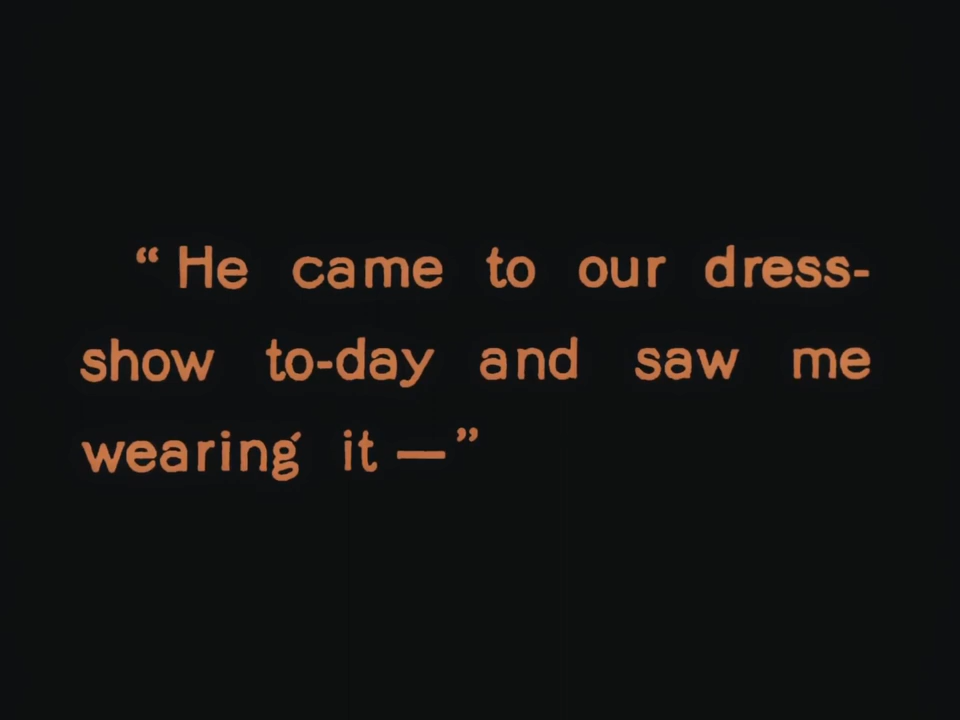 “ He came to our dress-
show to-day and saw me
wearing it —”